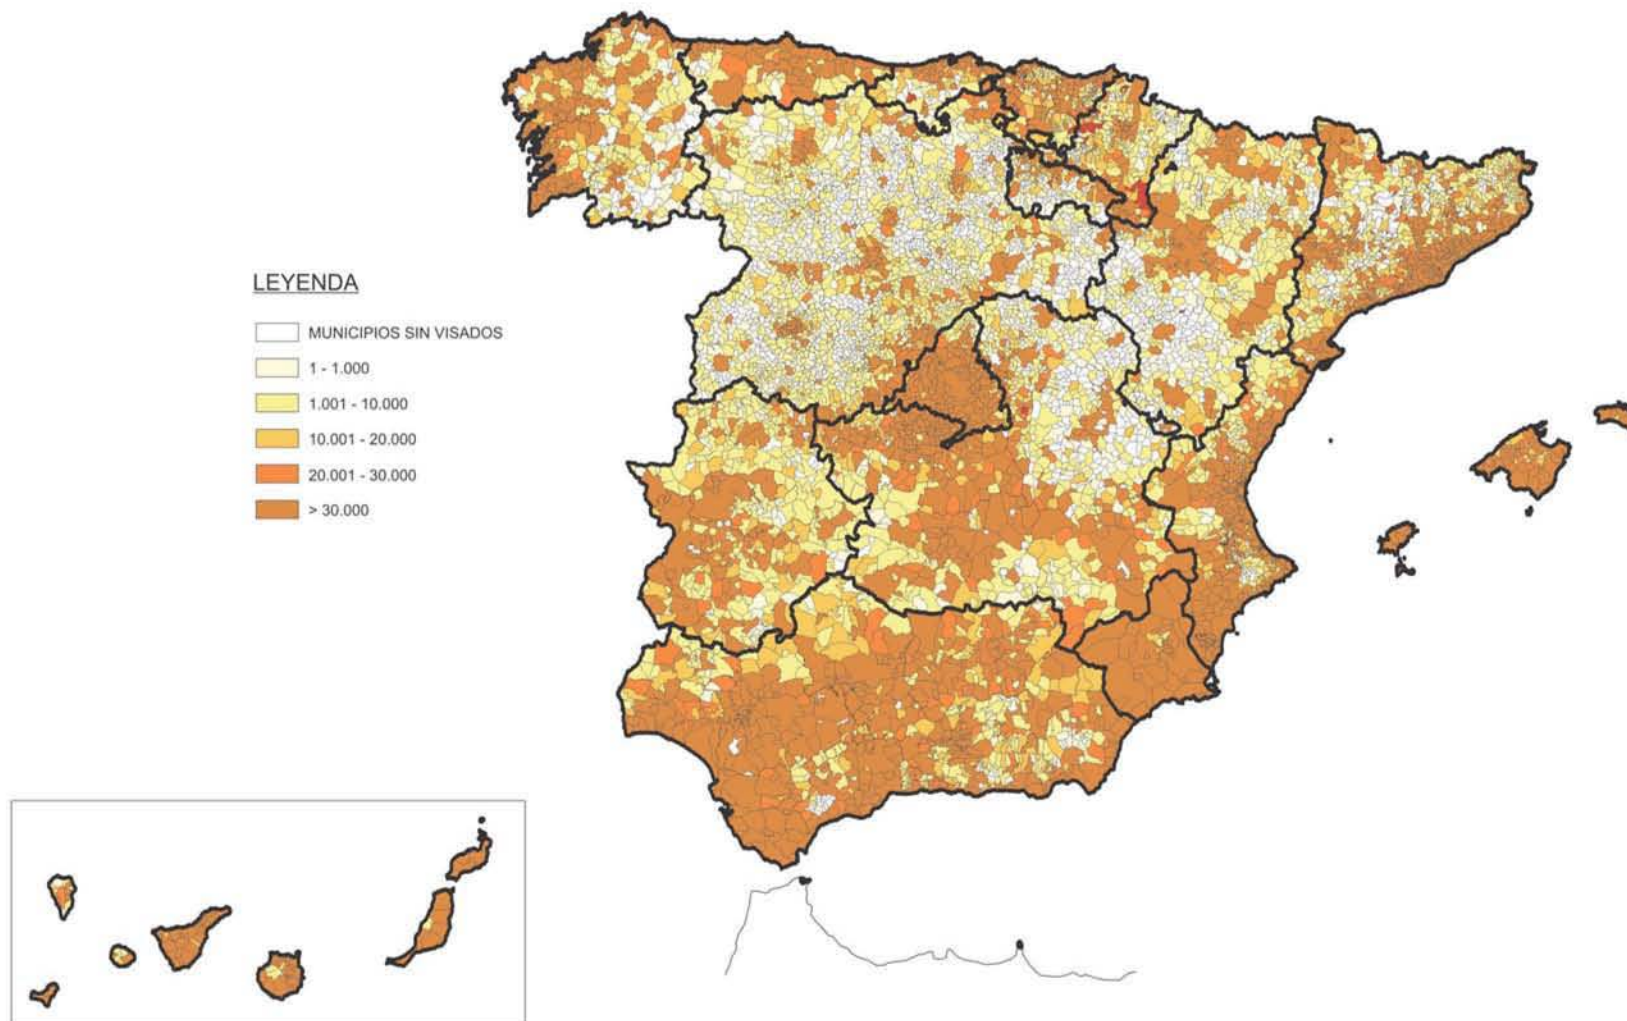 LEYENDA
MUNICIPIOS SIN VISADOS
1 - 1.000
1.001 - 10.000
10.001 - 20.000
20.001 - 30.000
> 30.000